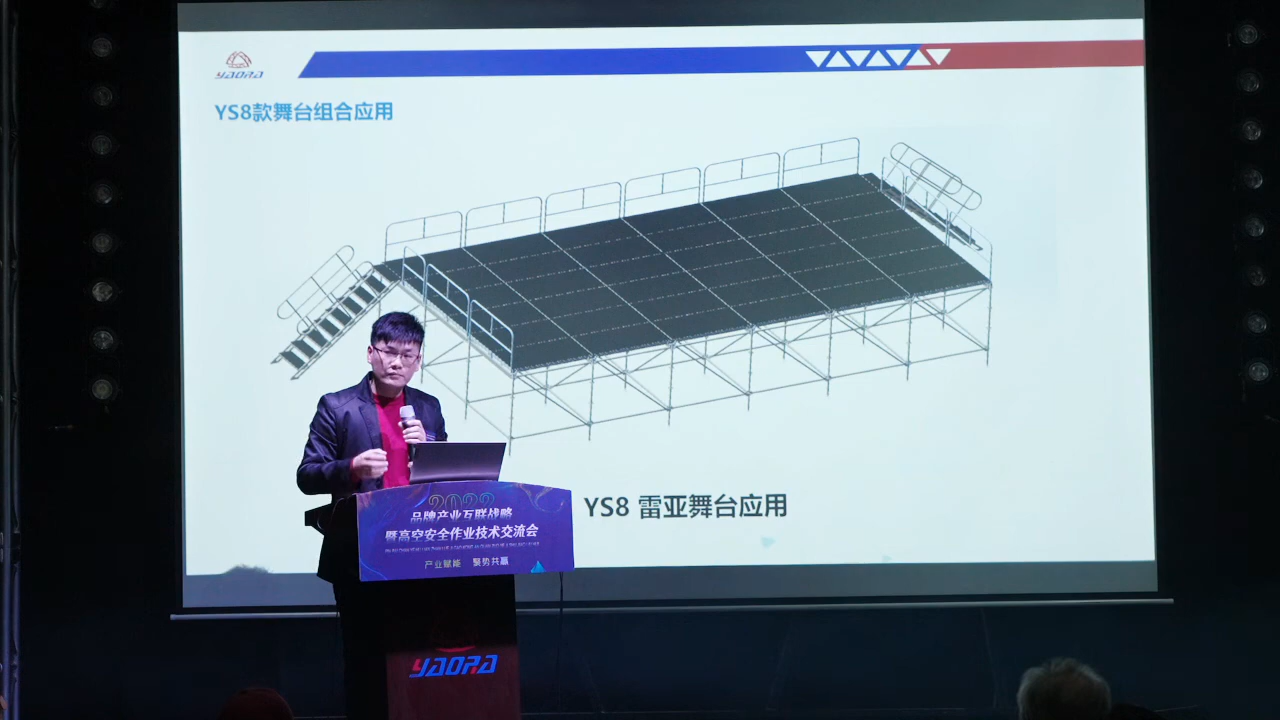 YAORA
YS8款舞台组合应用
YS8 雷亚舞台应用
2023
品牌产业互联战略
暨高空安全作业技术交流会
产业赋能 聚势共赢
YAORA